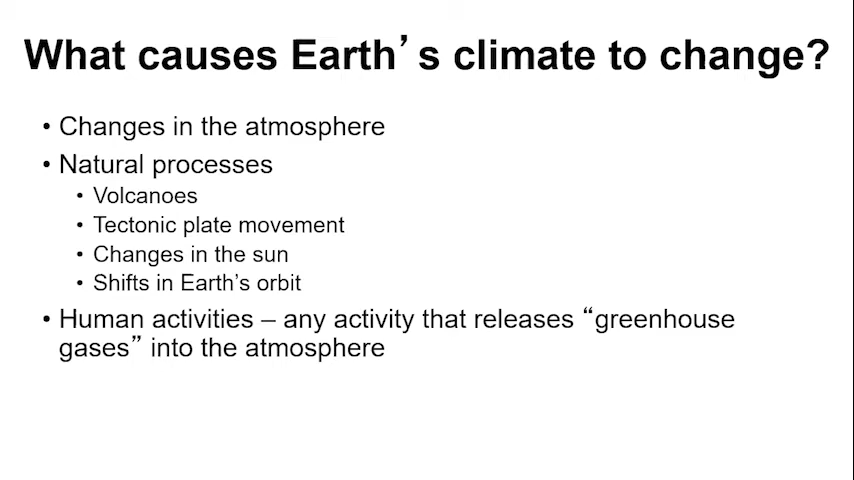 What causes Earth’s climate to change?
• Changes in the atmosphere
• Natural processes
• Volcanoes
• Tectonic plate movement
• Changes in the sun
• Shifts in Earth’s orbit
• Human activities – any activity that releases “greenhouse
gases” into the atmosphere